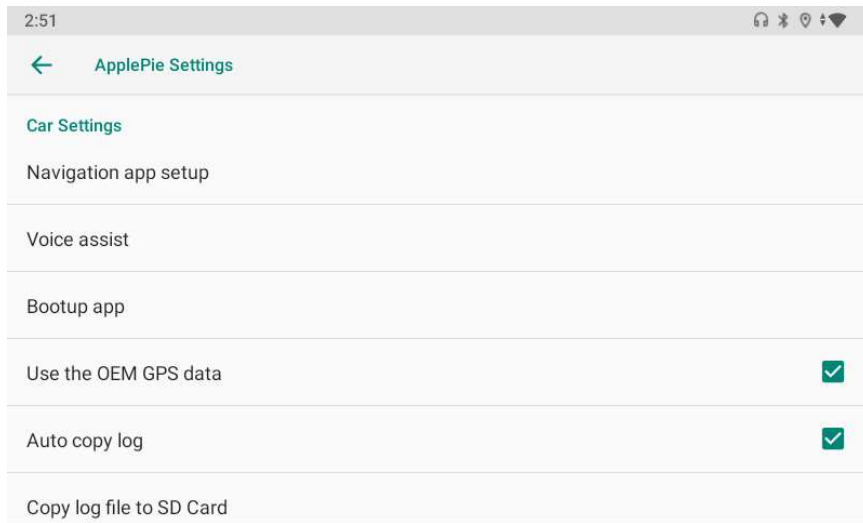 2:51
ApplePie Settings
Car Settings
Navigation app setup
Voice assist
Bootup app
Use the OEM GPS data
Auto copy log
Copy log file to SD Card